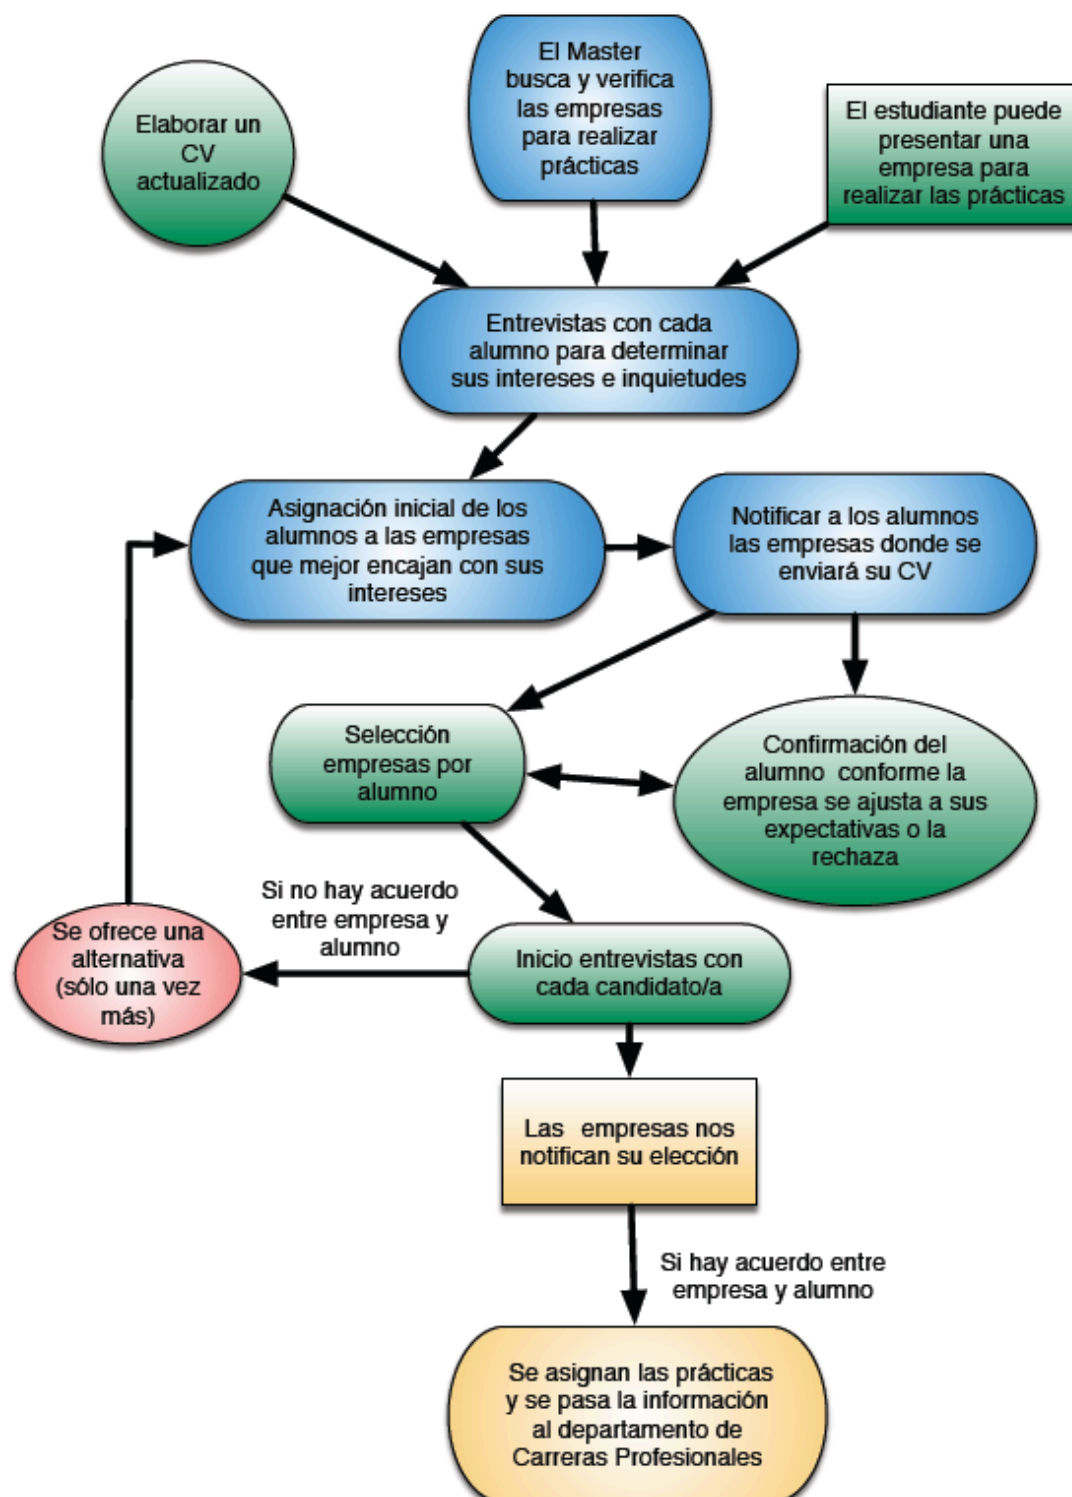 El Master
busca y verifica
las empresas
para realizar
prácticas
Elaborar un
CV
actualizado
El estudiante puede
presentar una
empresa para
realizar las prácticas
Entrevistas con cada
alumno para determinar
sus intereses e inquietudes
Asignación inicial de los
alumnos a las empresas
que mejor encajan con sus
intereses
Notificar a los alumnos
las empresas donde se
enviará su CV
Selección
empresas por
alumno
Confirmación del
alumno conforme la
empresa se ajusta a sus
expectativas o la
rechaza
Si no hay acuerdo
entre empresa y
alumno
Se ofrece una
alternativa
(sólo una vez
más)
Inicio entrevistas con
cada candidato/a
Las empresas nos
notifican su elección
Si hay acuerdo entre
empresa y alumno
Se asignan las prácticas
y se pasa la información
al departamento de
Carreras Profesionales